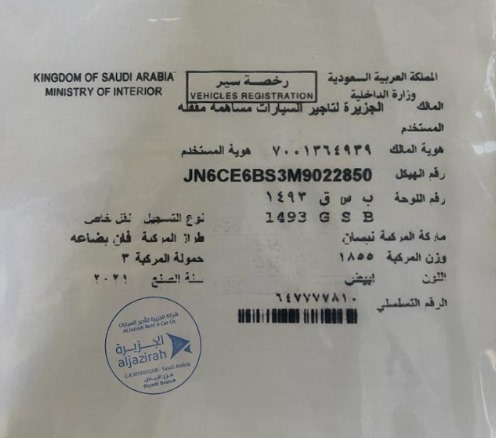 KINGDOM OF SAUDI ARABIA
MINISTRY OF INTERIOR
رخصة سير
VEHICLES REGISTRATION
المملكة العربية السعودية
وزارة الداخلية
المالك الجزيرة لتاجير السيارات مساهمه مقفله
المستخدم
هوية المالك ٧٠٠١٣٦٤٩٣٩ هوية المستخدم
رقم الهيكل JN6CE6BS3M9022850
رقم اللوحة ب س ق ١٤٩٣
1493 G S B
نوع التسجيل نقل خاص
ماركة المركبة نيسان طراز المركبة فان بضاعه
وزن المركبة ١٨٥٥ حمولة المركبة ٣
اللون ابيض سنة الصنع ٢٠٢١
الرقم التسلسلي ٦٤٧٧٧٧٨١٠
شركة الجزيرة لتأجير السيارات
AlJazirah Rent A Car Co.
الجزيرة
aljazirah
Saudi Arabia
فرع الرياض
Riyadh Branch